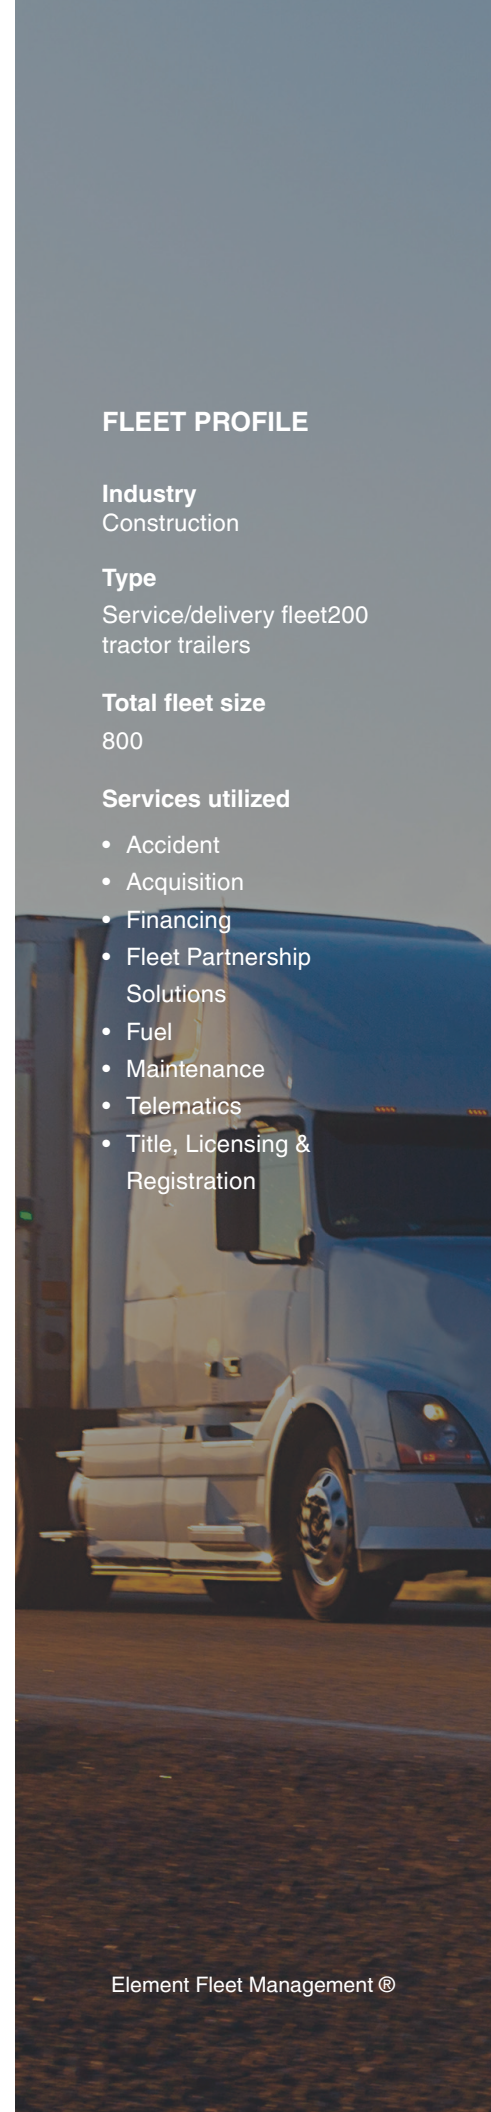 FLEET PROFILE
Industry
Construction
Type
Service/delivery fleet200
tractor trailers
Total fleet size
800
Services utilized
• Accident
• Acquisition
• Financing
• Fleet Partnership
Solutions
• Fuel
• Maintenance
• Telematics
• Title, Licensing &
Registration
Element Fleet Management ®